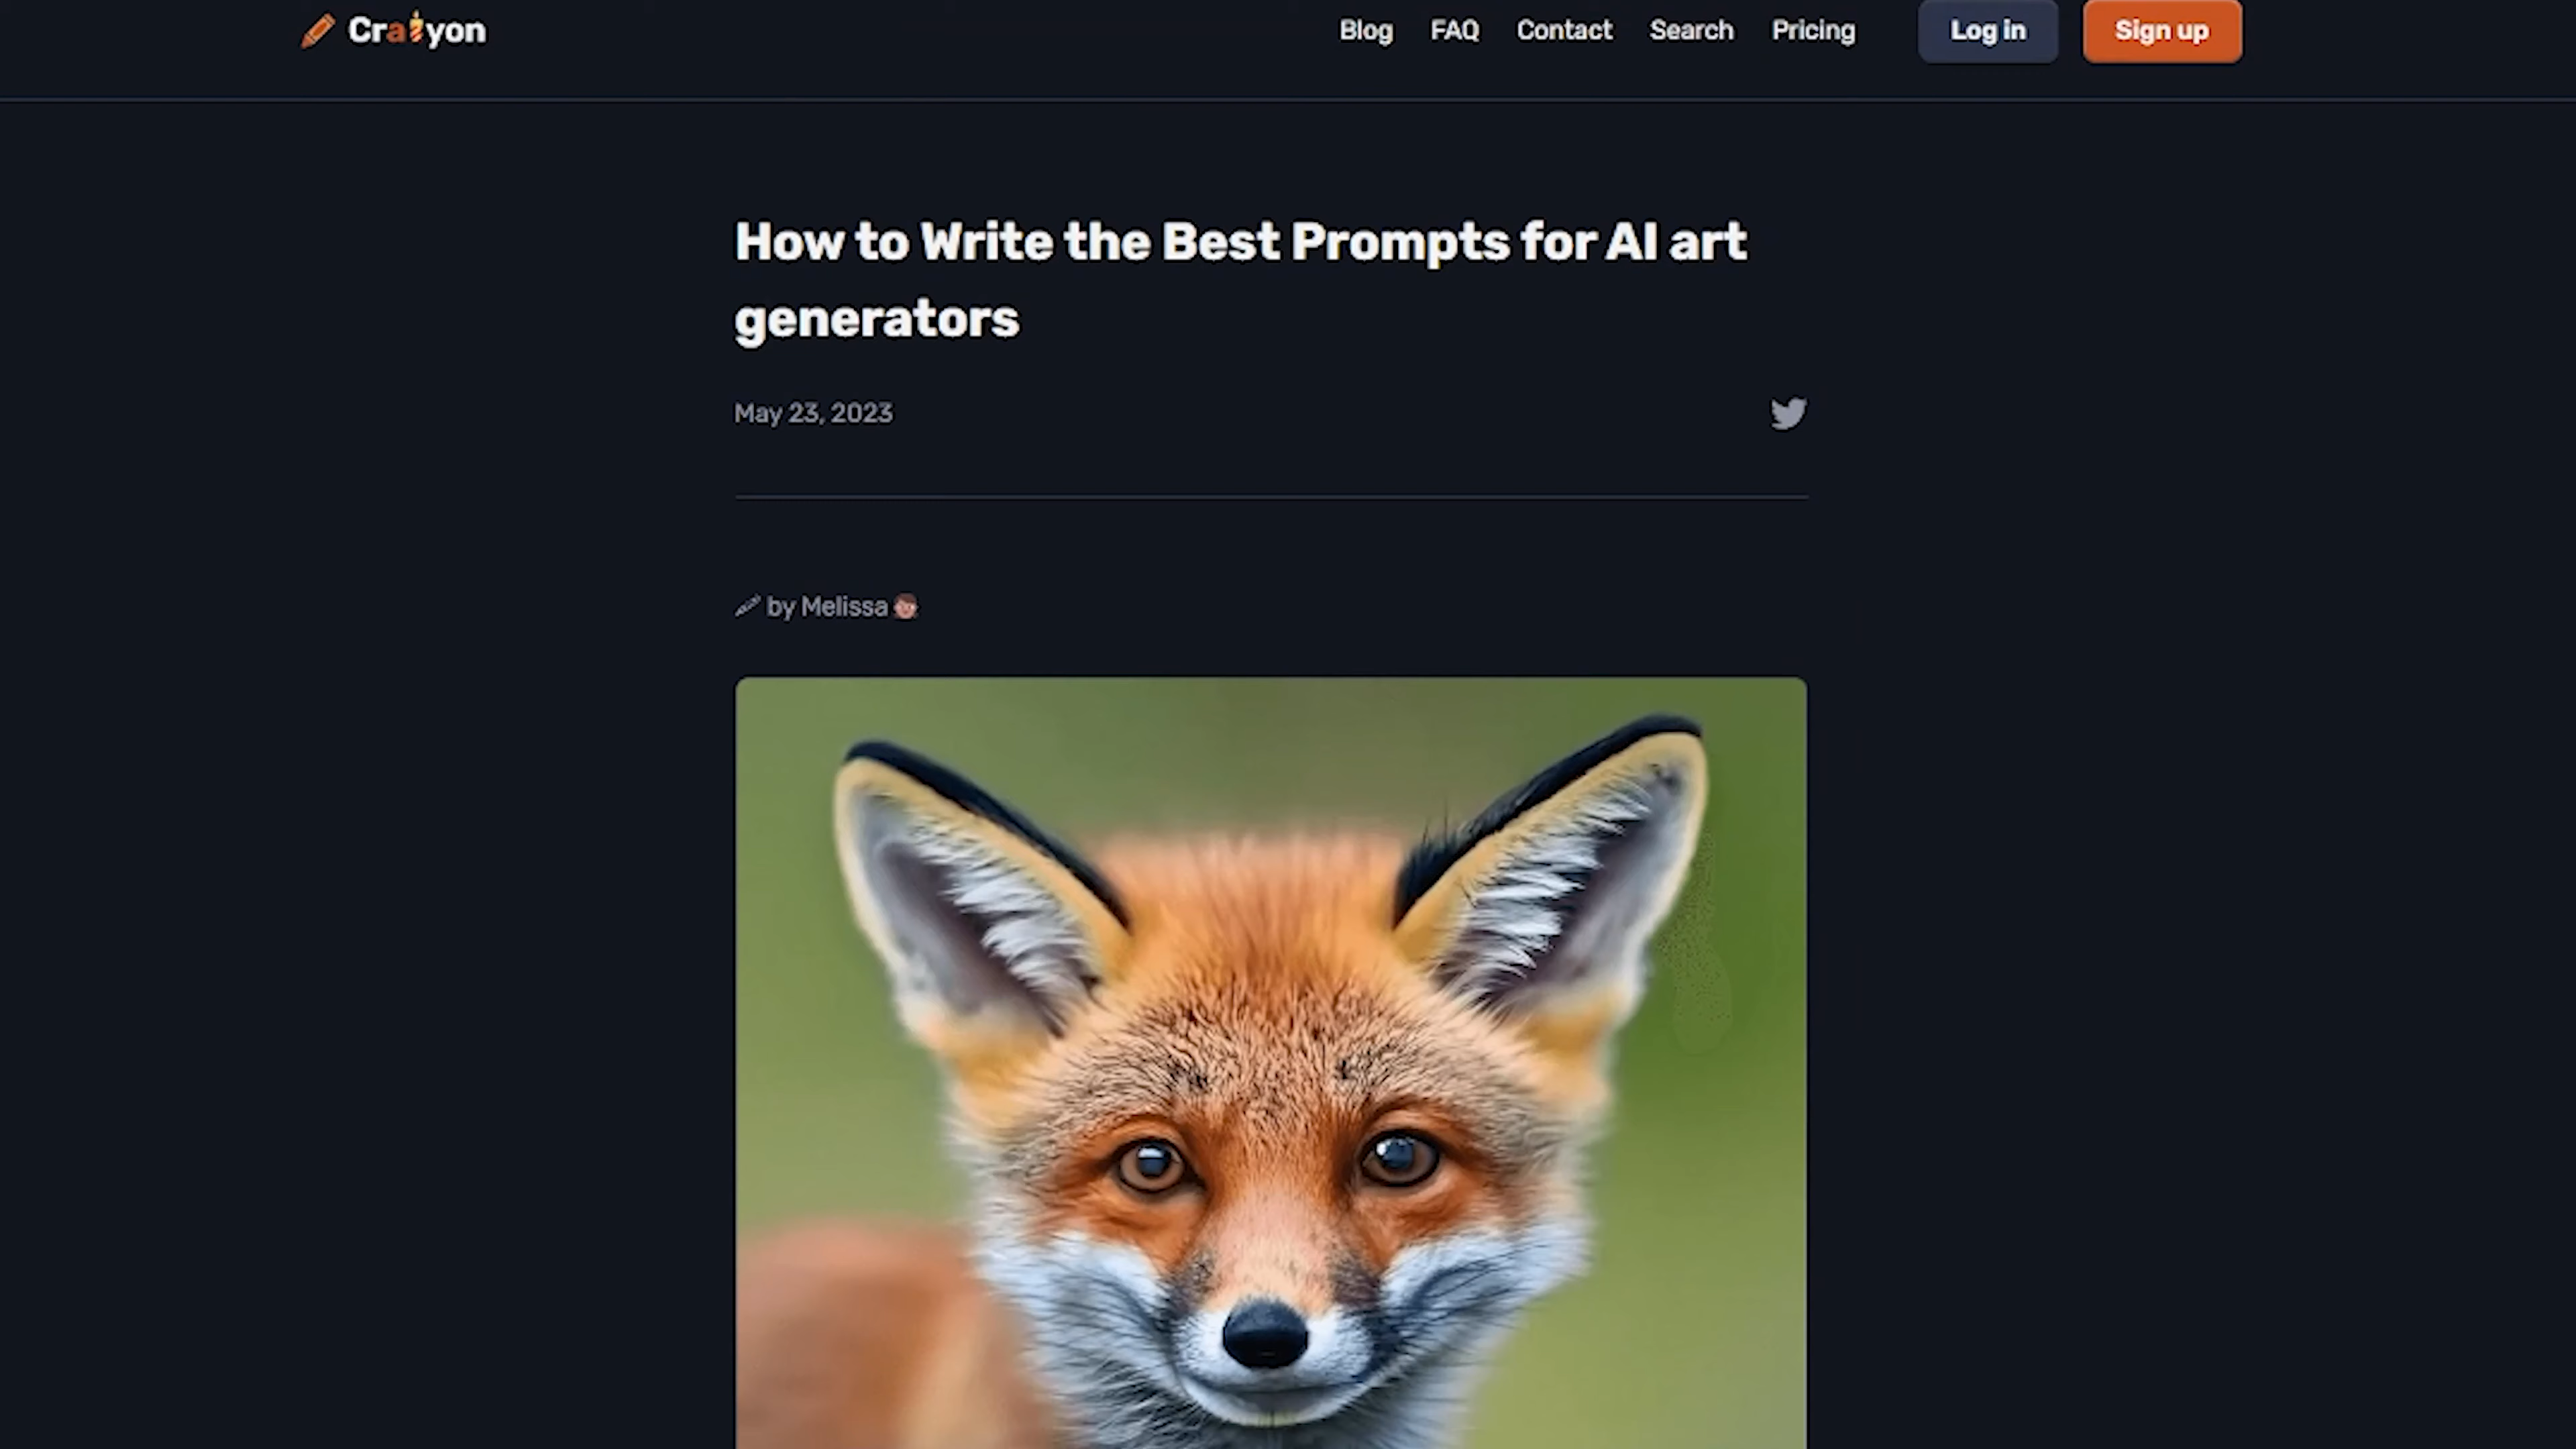 Craiyon
Blog FAQ Contact Search Pricing Log in Sign up
How to Write the Best Prompts for AI art
generators
May 23, 2023
by Melissa